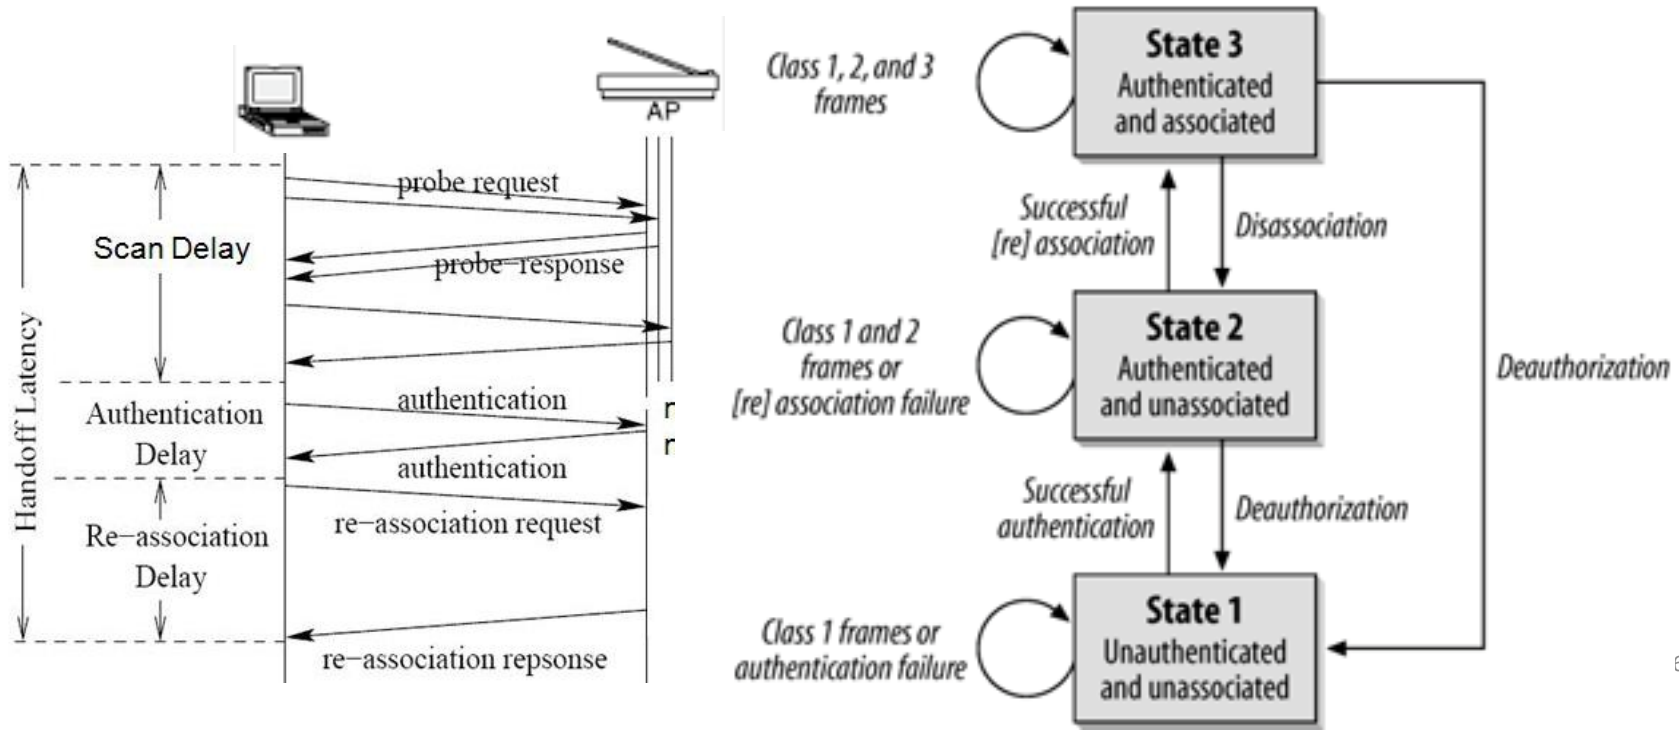 AP
probe request
Scan Delay
probe-response
Handoff Latency
authentication
Authentication
Delay
authentication
re-association request
Re-association
Delay
re-association repsonse
State 3
Authenticated
and associated
Class 1, 2, and 3
frames
Successful
[re] association
Disassociation
State 2
Authenticated
and unassociated
Class 1 and 2
frames or
[re] association failure
Deauthorization
Successful
authentication
Deauthorization
State 1
Unauthenticated
and unassociated
Class 1 frames or
authentication failure